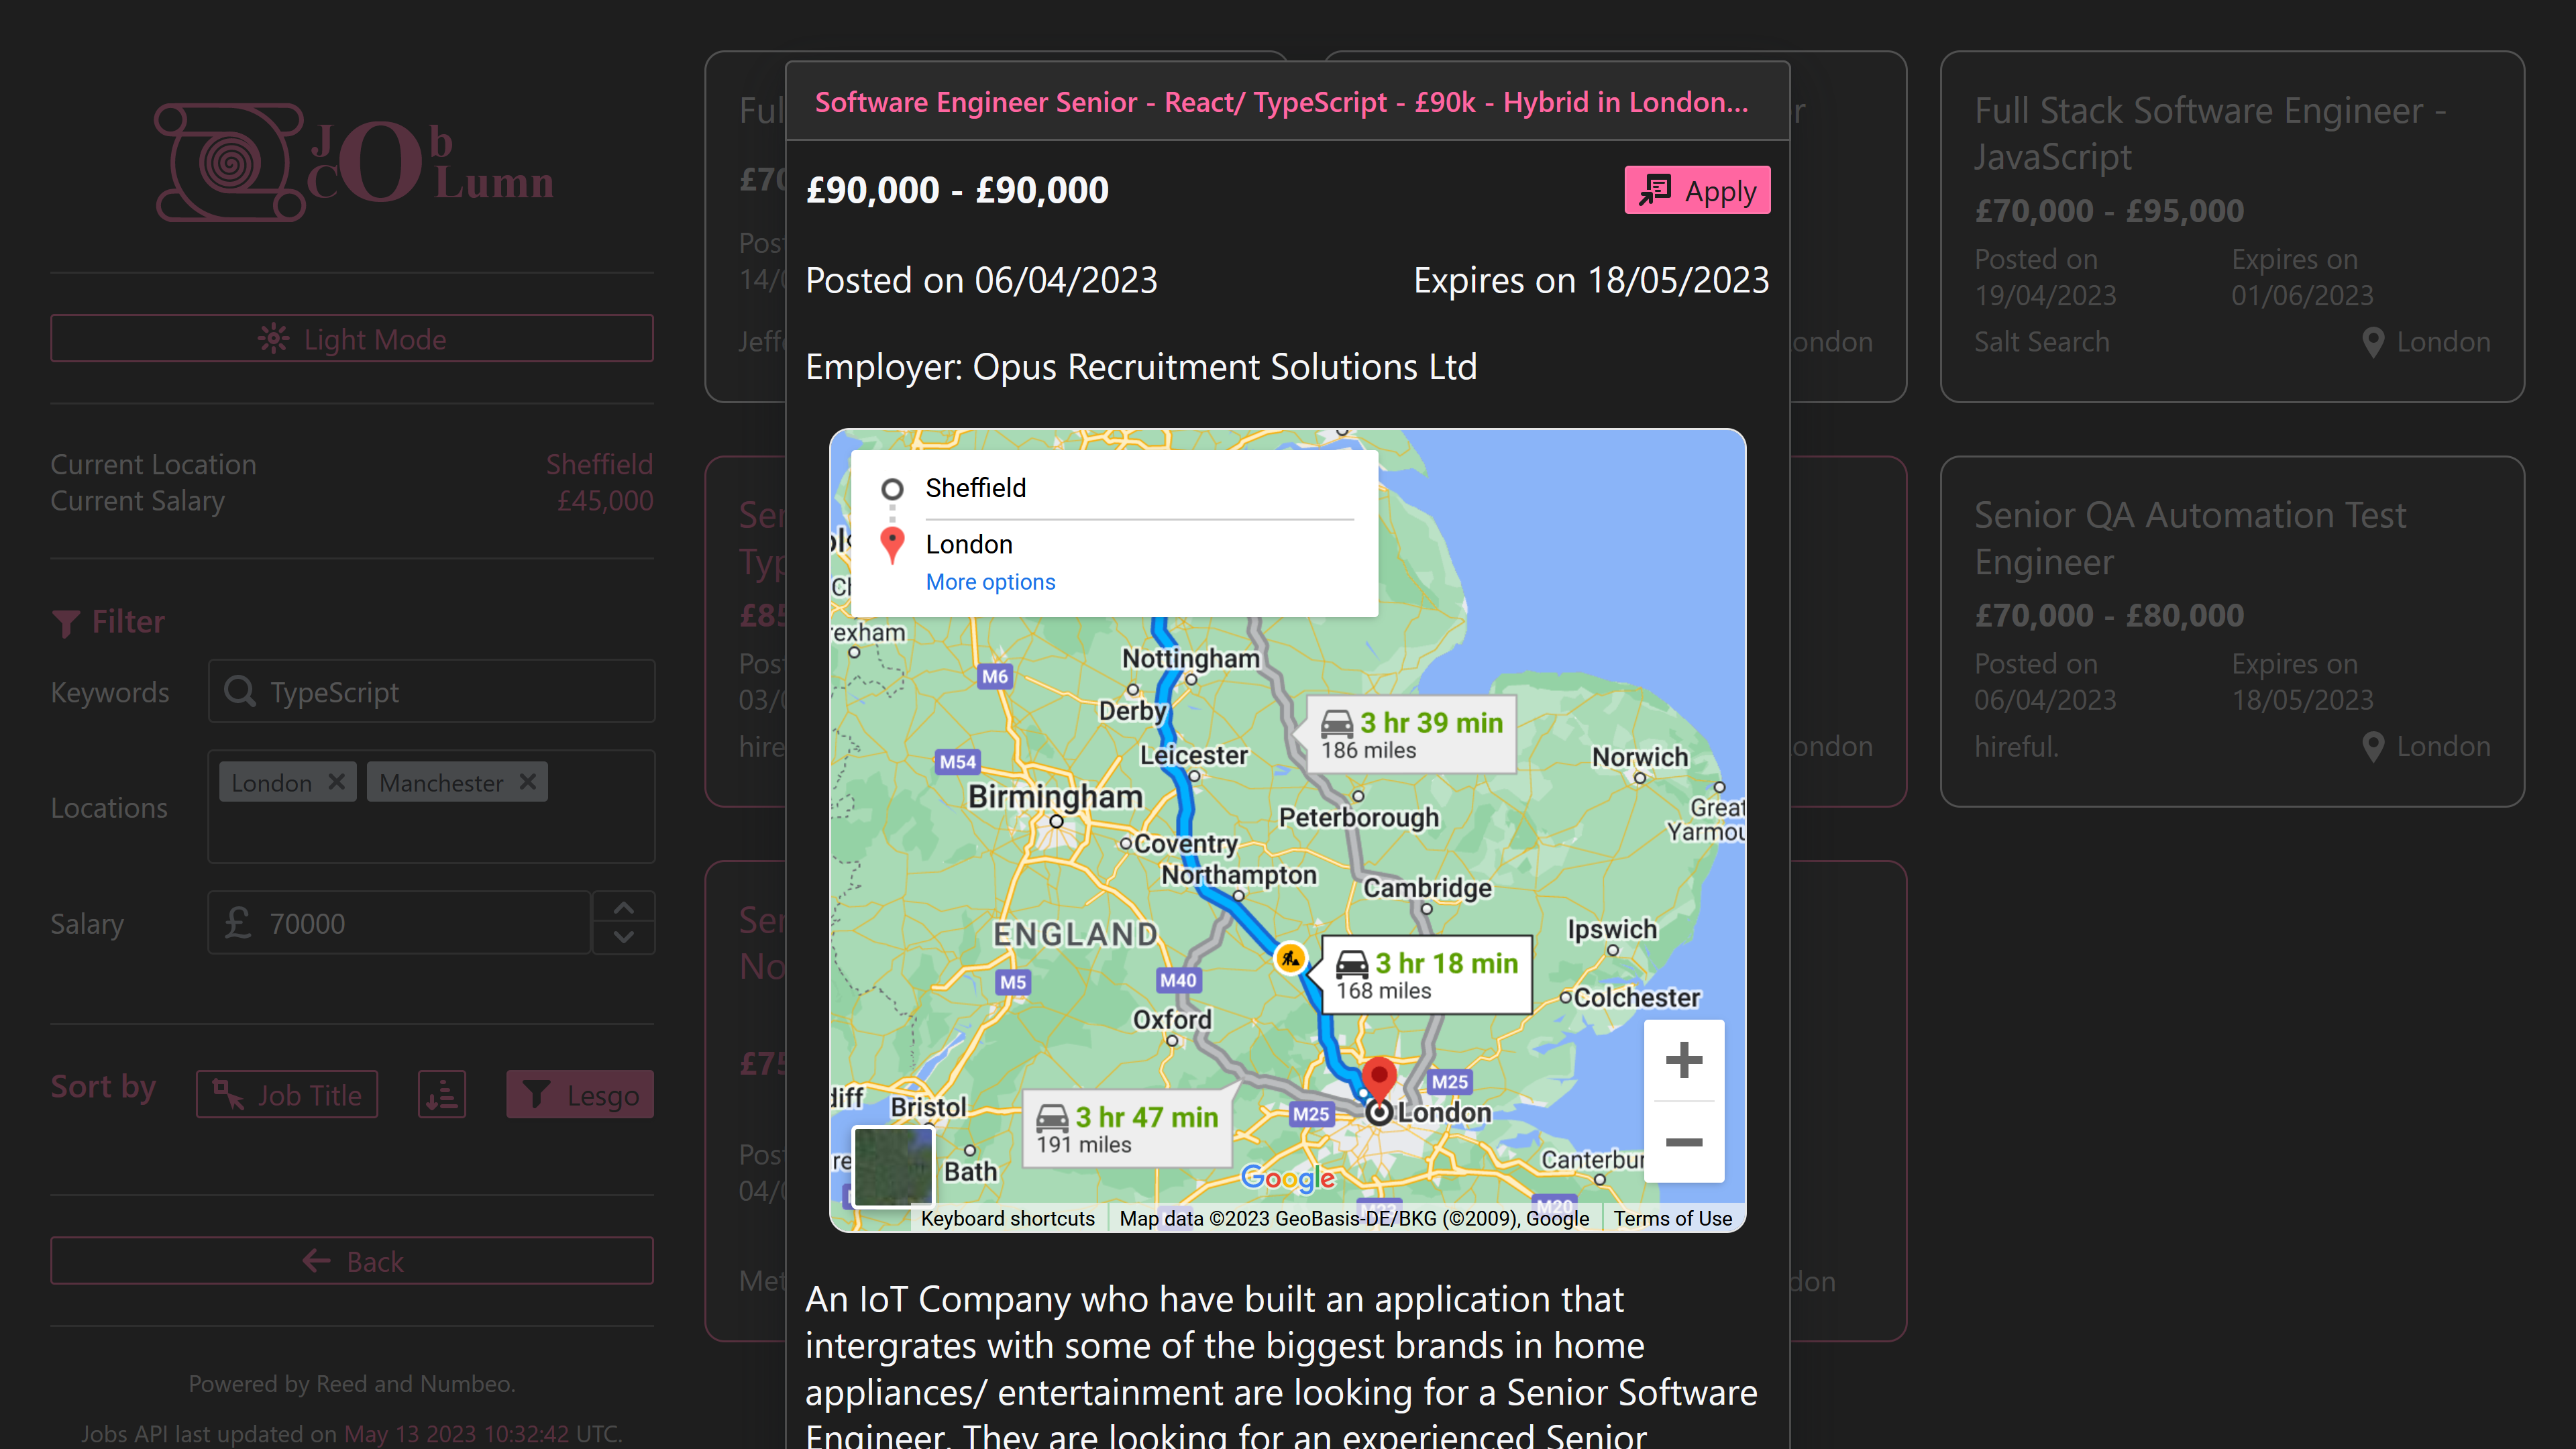 JOb
COLumn
Light Mode
Current Location Sheffield
Current Salary £45,000
Filter
Keywords TypeScript
Locations London Manchester
Salary £ 70000
Sort by Job Title Lesgo
Back
Powered by Reed and Numbeo.
Jobs API last updated on May 13 2023 10:32:42 UTC.
Software Engineer Senior - React/ TypeScript - £90k - Hybrid in London...
£90,000 - £90,000 Apply
Posted on 06/04/2023 Expires on 18/05/2023
Employer: Opus Recruitment Solutions Ltd
Sheffield
London
More options
exham
Nottingham
M6
Derby
3 hr 39 min
186 miles
Leicester
Norwich
M54
Birmingham
Great
Yarmou
Peterborough
Coventry
Northampton
Cambridge
ENGLAND
Ipswich
3 hr 18 min
168 miles
M5
M40
Colchester
Oxford
M25
diff
Bristol
3 hr 47 min
191 miles
M25
London
Bath
Canterbur
Google
M20
Keyboard shortcuts Map data ©2023 GeoBasis-DE/BKG (©2009), Google Terms of Use
An IoT Company who have built an application that
intergrates with some of the biggest brands in home
appliances/ entertainment are looking for a Senior Software
Engineer. They are looking for an experienced Senior
Ful
£70
Post
14/0
Jeff
r
ondon
Ser
Typ
£85
Post
03/0
hire
ondon
Ser
No
£75
Post
04/0
Met
don
Full Stack Software Engineer -
JavaScript
£70,000 - £95,000
Posted on Expires on
19/04/2023 01/06/2023
Salt Search London
Senior QA Automation Test
Engineer
£70,000 - £80,000
Posted on Expires on
06/04/2023 18/05/2023
hireful. London